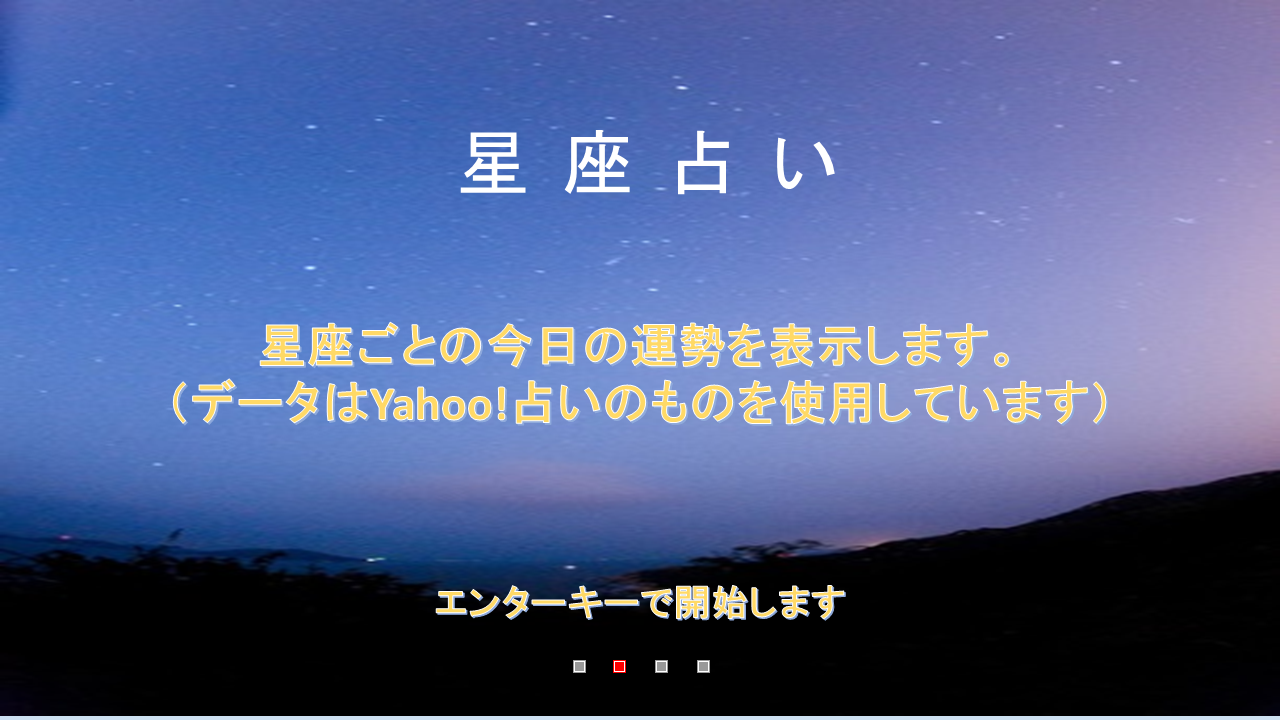 星座占い
星座ごとの今日の運勢を表示します。
（データはYahoo!占いのものを使用しています）
エンターキーで開始します